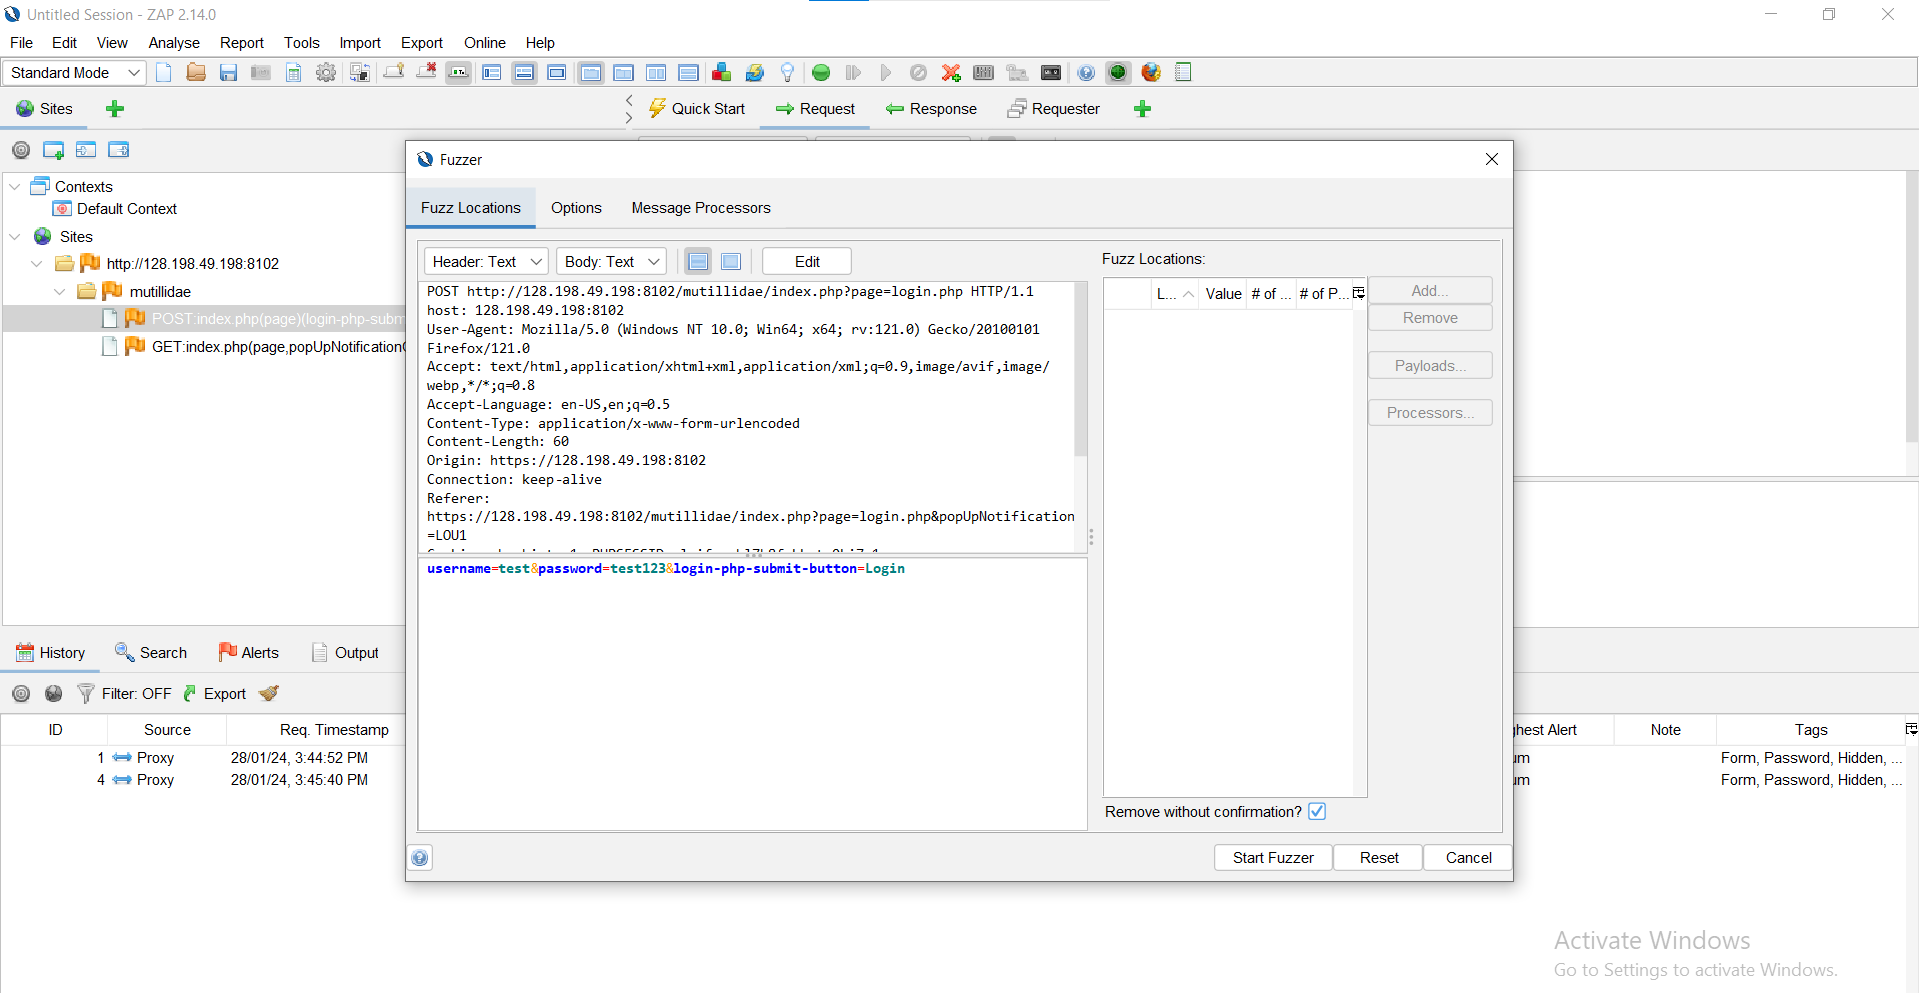 Untitled Session - ZAP 2.14.0
File Edit View Analyse Report Tools Import Export Online Help
Standard Mode
Sites
Quick Start Request Response Requester
Contexts
Default Context
Sites
http://128.198.49.198:8102
mutillidae
POST:index.php(page)(login-php-subm
GET:index.php(page,popUpNotification
Fuzzer
Fuzz Locations Options Message Processors
Header: Text Body: Text Edit
POST http://128.198.49.198:8102/mutillidae/index.php?page=login.php HTTP/1.1
host: 128.198.49.198:8102
User-Agent: Mozilla/5.0 (Windows NT 10.0; Win64; x64; rv:121.0) Gecko/20100101
Firefox/121.0
Accept: text/html,application/xhtml+xml,application/xml;q=0.9,image/avif,image/
webp,*/*;q=0.8
Accept-Language: en-US,en;q=0.5
Content-Type: application/x-www-form-urlencoded
Content-Length: 60
Origin: https://128.198.49.198:8102
Connection: keep-alive
Referer:
https://128.198.49.198:8102/mutillidae/index.php?page=login.php&popUpNotification
=LOU1
username=test&password=test123&login-php-submit-button=Login
Fuzz Locations:
L... Value # of ... # of P...
Add...
Remove
Payloads...
Processors...
Remove without confirmation?
Start Fuzzer Reset Cancel
History Search Alerts Output
Filter: OFF Export
ID Source Req. Timestamp ghest Alert Note Tags
1 Proxy 28/01/24, 3:44:52 PM um Form, Password, Hidden, ...
4 Proxy 28/01/24, 3:45:40 PM um Form, Password, Hidden, ...
Activate Windows
Go to Settings to activate Windows.